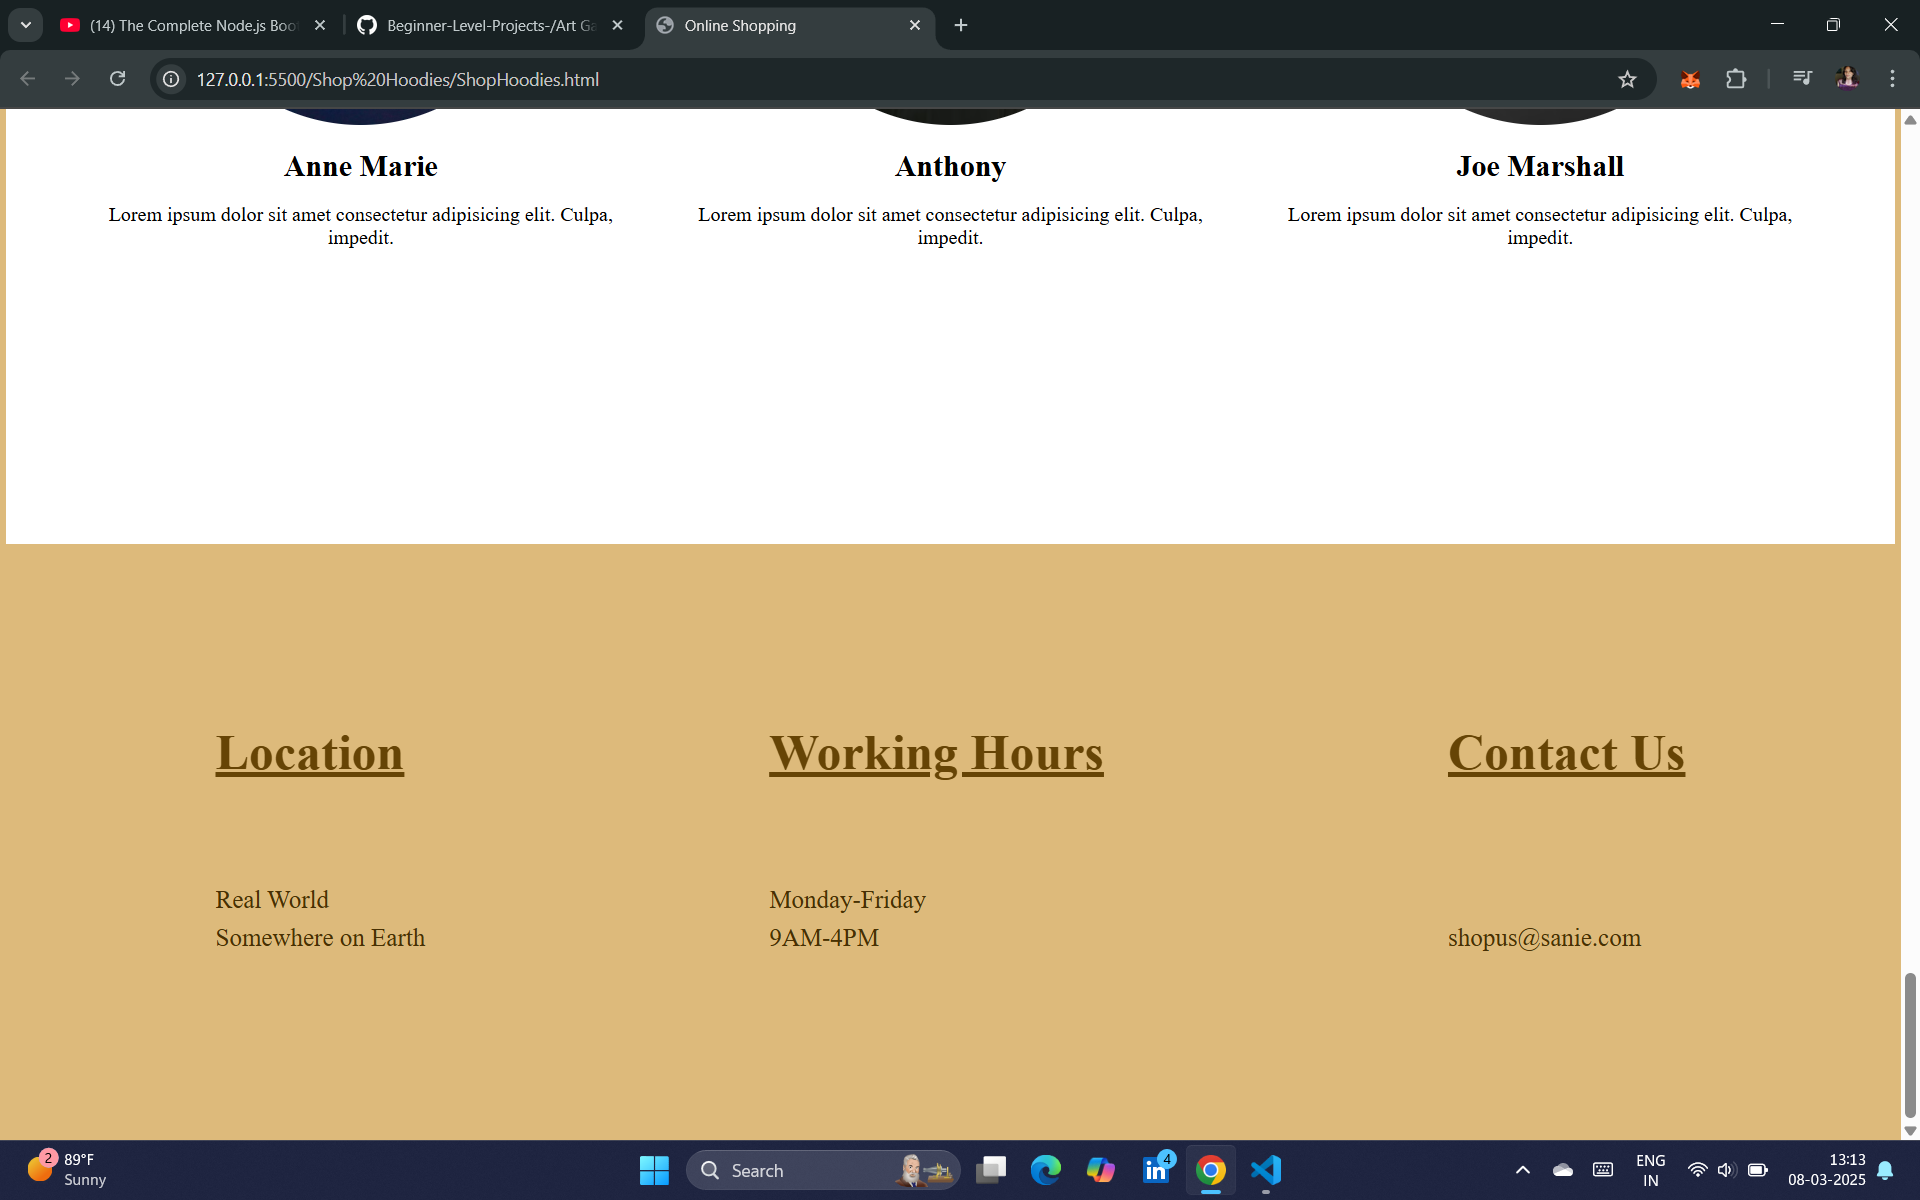 (14) The Complete Node.js Boo
Beginner-Level-Projects-/Art Ga
Online Shopping
127.0.0.1:5500/Shop%20Hoodies/ShopHoodies.html
Anne Marie
Lorem ipsum dolor sit amet consectetur adipisicing elit. Culpa,
impedit.
Anthony
Lorem ipsum dolor sit amet consectetur adipisicing elit. Culpa,
impedit.
Joe Marshall
Lorem ipsum dolor sit amet consectetur adipisicing elit. Culpa,
impedit.
Location
Real World
Somewhere on Earth
Working Hours
Monday-Friday
9AM-4PM
Contact Us
shopus@sanie.com
2
89°F
Sunny
Search
in
4
ENG
IN
13:13
08-03-2025